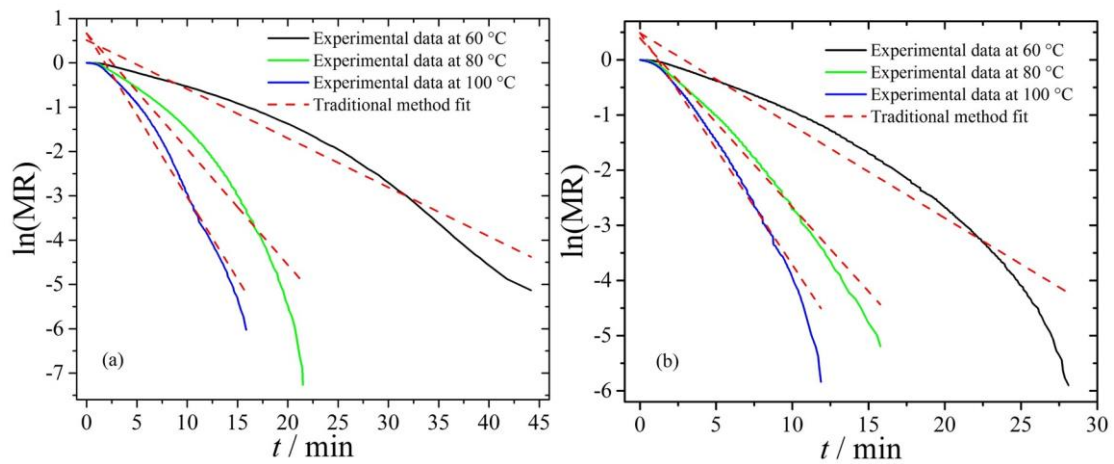 1
0
-1
-2
-3
-4
-5
-6
-7
ln(MR)
Experimental data at 60 °C
Experimental data at 80 °C
Experimental data at 100 °C
Traditional method fit
(a)
0 5 10 15 20 25 30 35 40 45
t / min
1
0
-1
-2
-3
-4
-5
-6
ln(MR)
Experimental data at 60 °C
Experimental data at 80 °C
Experimental data at 100 °C
Traditional method fit
(b)
0 5 10 15 20 25 30
t / min